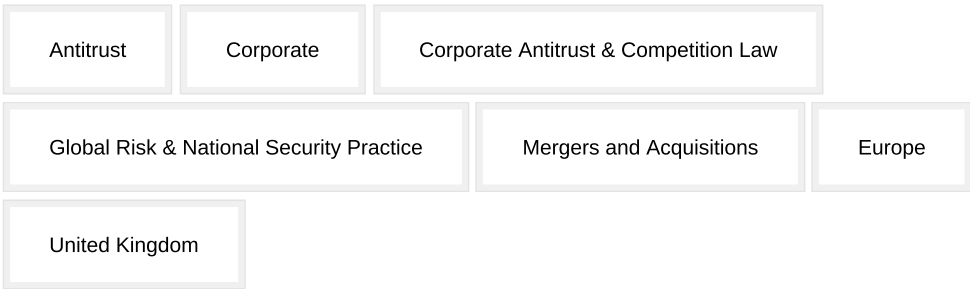 Antitrust Corporate Corporate Antitrust & Competition Law
Global Risk & National Security Practice Mergers and Acquisitions Europe
United Kingdom